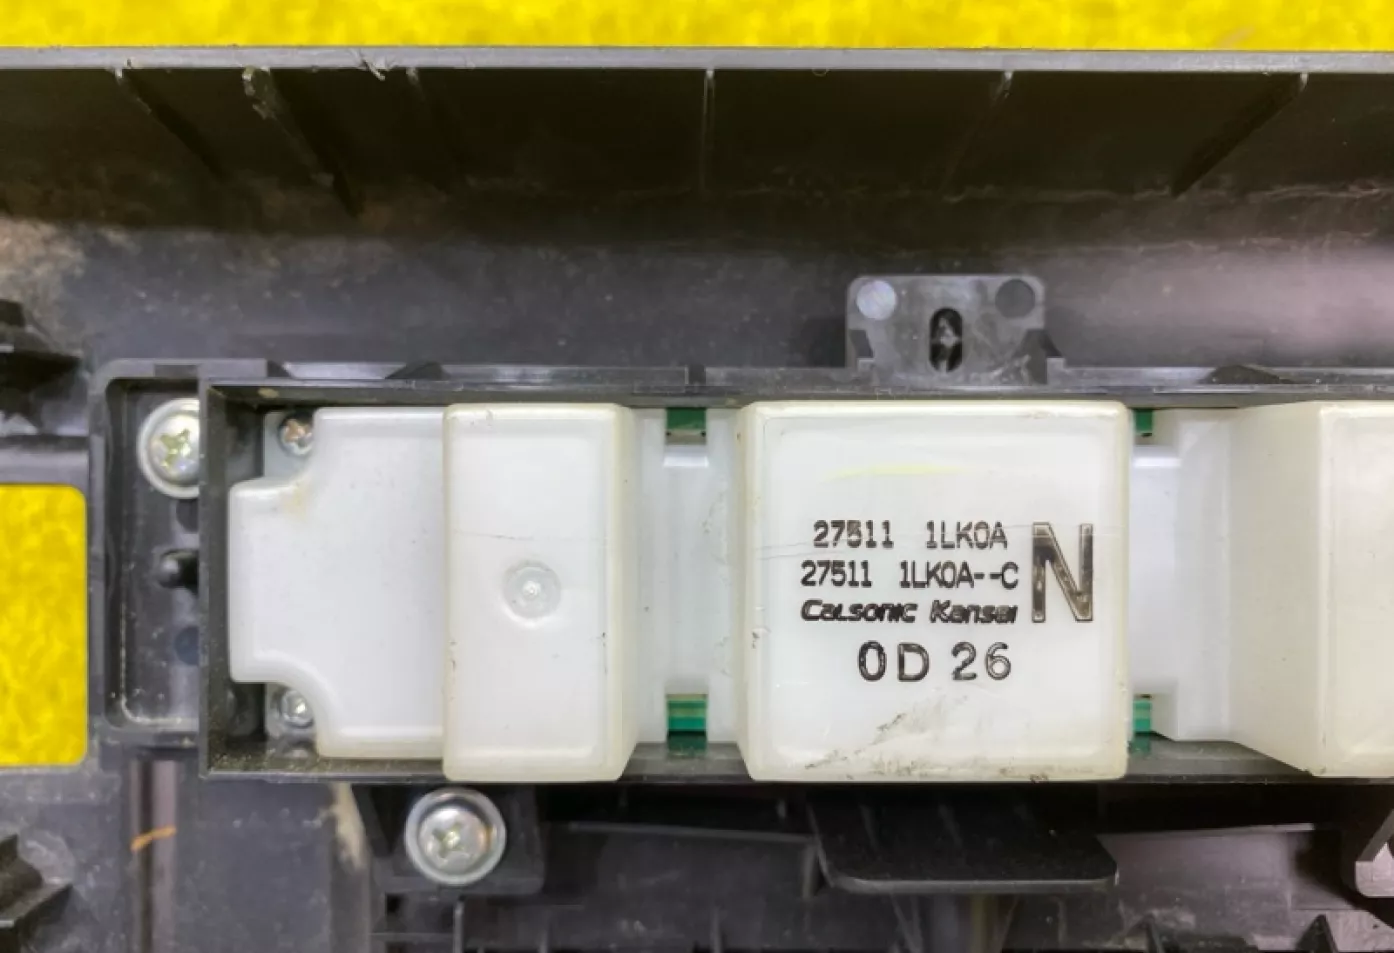 27511 1LK0A
27511 1LK0A--C
N
Calsonic Kansei
0D 26